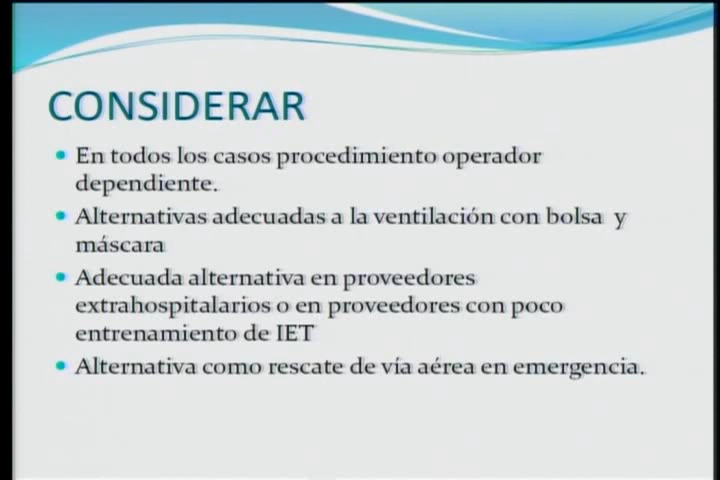 CONSIDERAR
En todos los casos procedimiento operador
dependiente.
Alternativas adecuadas a la ventilación con bolsa y
máscara
Adecuada alternativa en proveedores
extrahospitalarios o en proveedores con poco
entrenamiento de IET
Alternativa como rescate de vía aérea en emergencia.